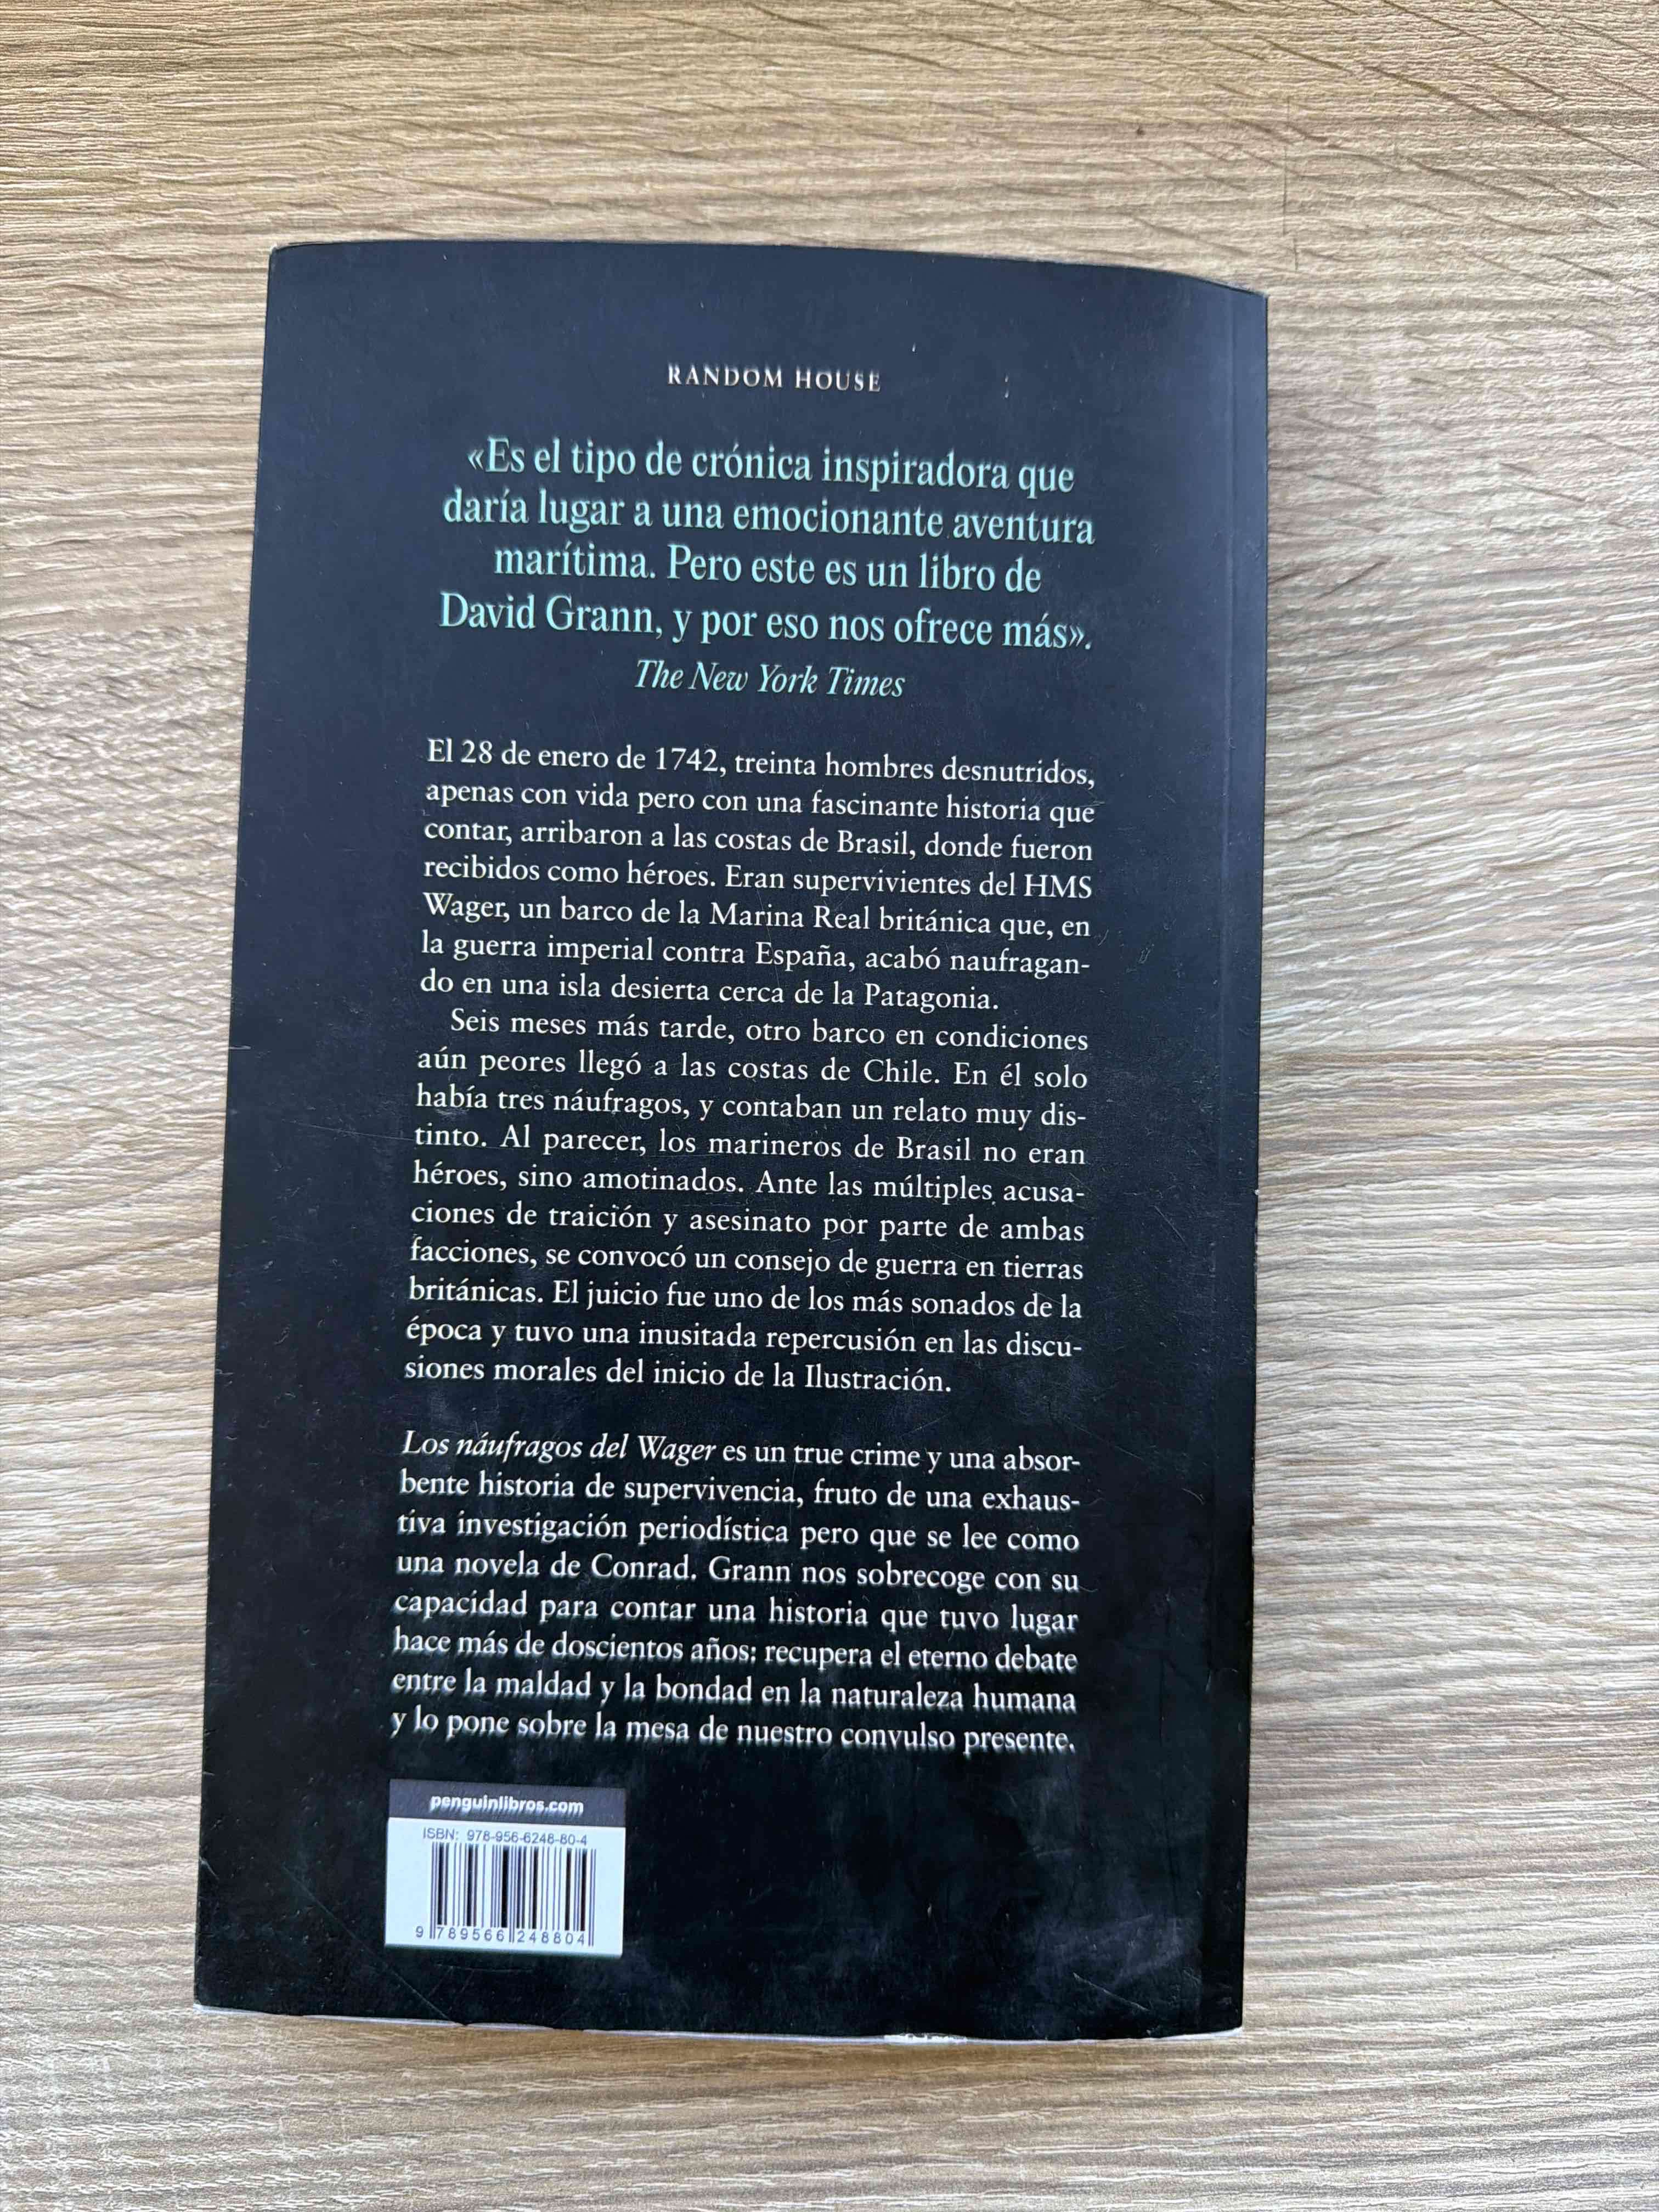 RANDOM HOUSE
«Es el tipo de crónica inspiradora que
daría lugar a una emocionante aventura
marítima. Pero este es un libro de
David Grann, y por eso nos ofrece más».
The New York Times
El 28 de enero de 1742, treinta hombres desnutridos,
apenas con vida pero con una fascinante historia que
contar, arribaron a las costas de Brasil, donde fueron
recibidos como héroes. Eran supervivientes del HMS
Wager, un barco de la Marina Real británica que, en
la guerra imperial contra España, acabó naufragan-
do en una isla desierta cerca de la Patagonia.
Seis meses más tarde, otro barco en condiciones
aún peores llegó a las costas de Chile. En él solo
había tres náufragos, y contaban un relato muy dis-
tinto. Al parecer, los marineros de Brasil no eran
héroes, sino amotinados. Ante las múltiples acusa-
ciones de traición y asesinato por parte de ambas
facciones, se convocó un consejo de guerra en tierras
británicas. El juicio fue uno de los más sonados de la
época y tuvo una inusitada repercusión en las discu-
siones morales del inicio de la Ilustración.
Los náufragos del Wager es un true crime y una absor-
bente historia de supervivencia, fruto de una exhaus-
tiva investigación periodística pero que se lee como
una novela de Conrad. Grann nos sobrecoge con su
capacidad para contar una historia que tuvo lugar
hace más de doscientos años: recupera el eterno debate
entre la maldad y la bondad en la naturaleza humana
y lo pone sobre la mesa de nuestro convulso presente.
penguinlibros.com
ISBN: 978-956-6248-80-4
9 789566 248804